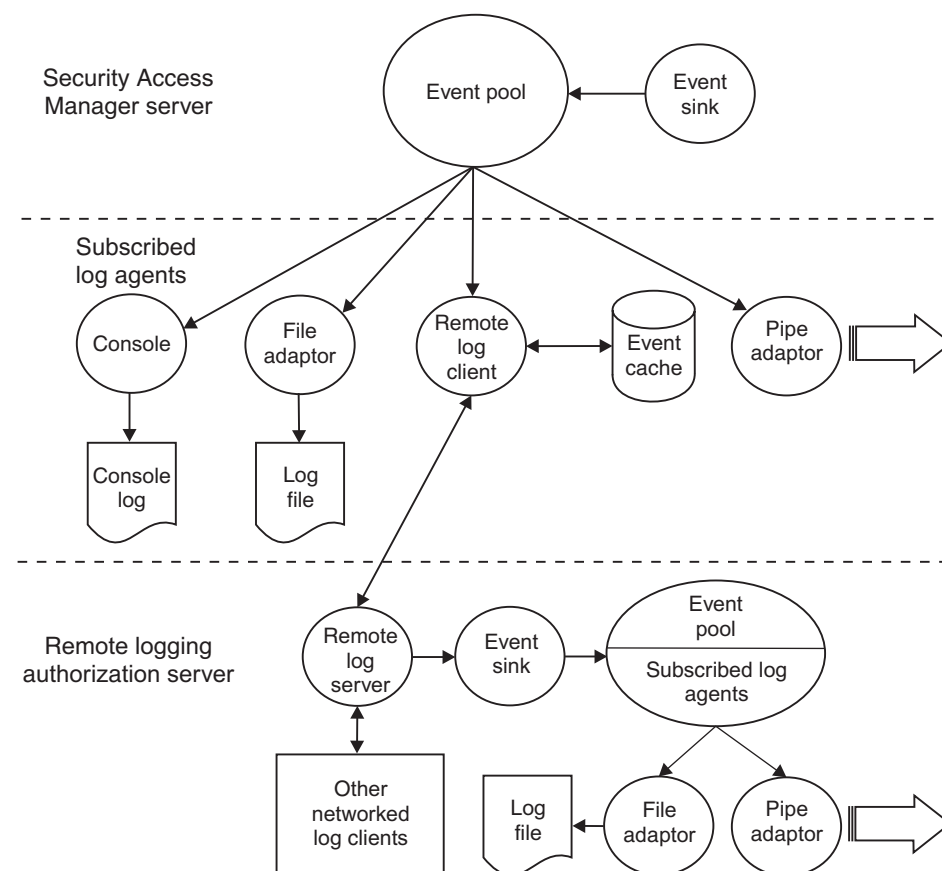 Security Access
Manager server
Event pool
Event
sink
Subscribed
log agents
Console
File
adaptor
Remote
log
client
Event
cache
Pipe
adaptor
Console
log
Log
file
Remote logging
authorization server
Remote
log
server
Event
sink
Event
pool
Subscribed log
agents
Other
networked
log clients
Log
file
File
adaptor
Pipe
adaptor